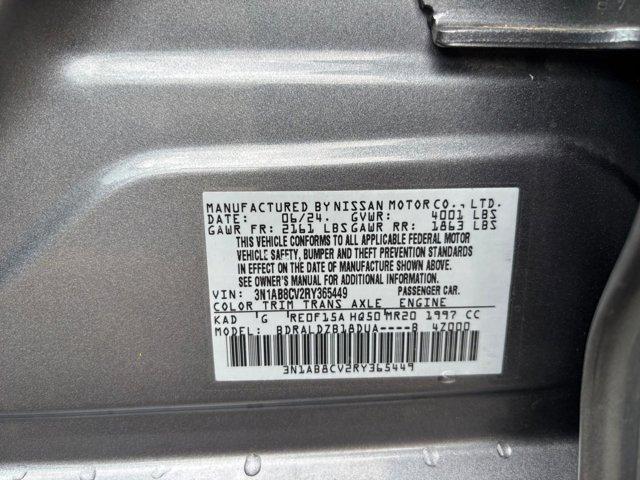 MANUFACTURED BY NISSAN MOTOR CO., LTD.
DATE: 06/24. GVWR: 4001 LBS
GAWR FR: 2161 LBS GAWR RR: 1863 LBS
THIS VEHICLE CONFORMS TO ALL APPLICABLE FEDERAL MOTOR
VEHICLE SAFETY, BUMPER, AND THEFT PREVENTION STANDARDS
IN EFFECT ON THE DATE OF MANUFACTURE SHOWN ABOVE.
SEE OWNER'S MANUAL FOR ADDITIONAL INFORMATION.
VIN: 3N1AB8CV2RY365449 PASSENGER CAR.
COLOR TRIM TRANS AXLE ENGINE
KAD G RE0F15A HQ50 MR20 1997 CC
MODEL: BDRALDZB18DUA----B 4Z000
3N1AB8CV2RY365449